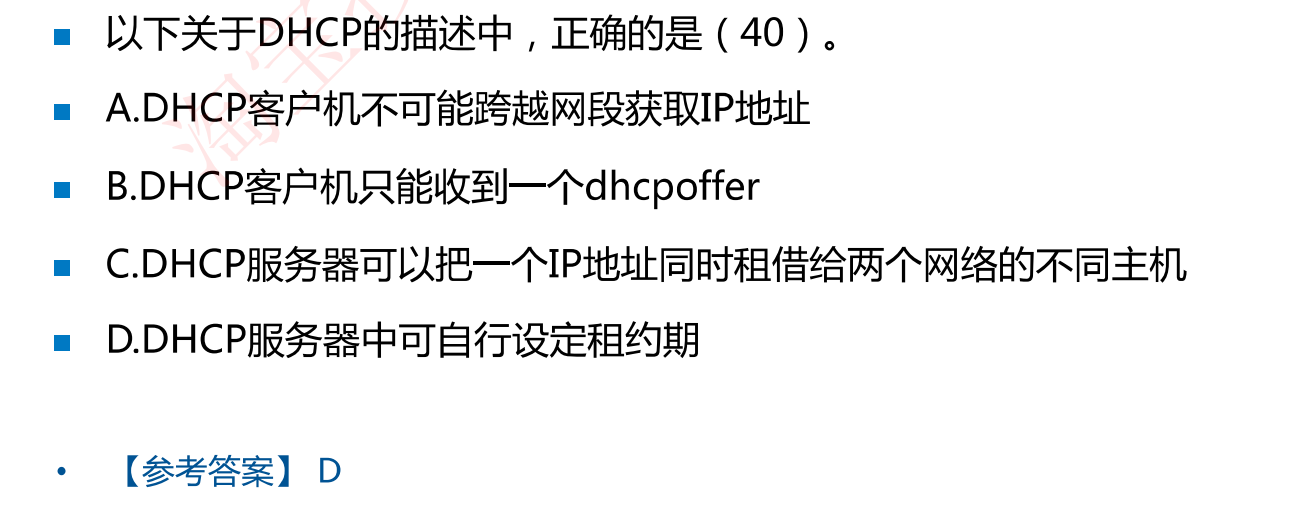 以下关于DHCP的描述中，正确的是（40）。
A.DHCP客户机不可能跨越网段获取IP地址
B.DHCP客户机只能收到一个dhcpoffer
C.DHCP服务器可以把一个IP地址同时租借给两个网络的不同主机
D.DHCP服务器中可自行设定租约期
【参考答案】 D
淘宝